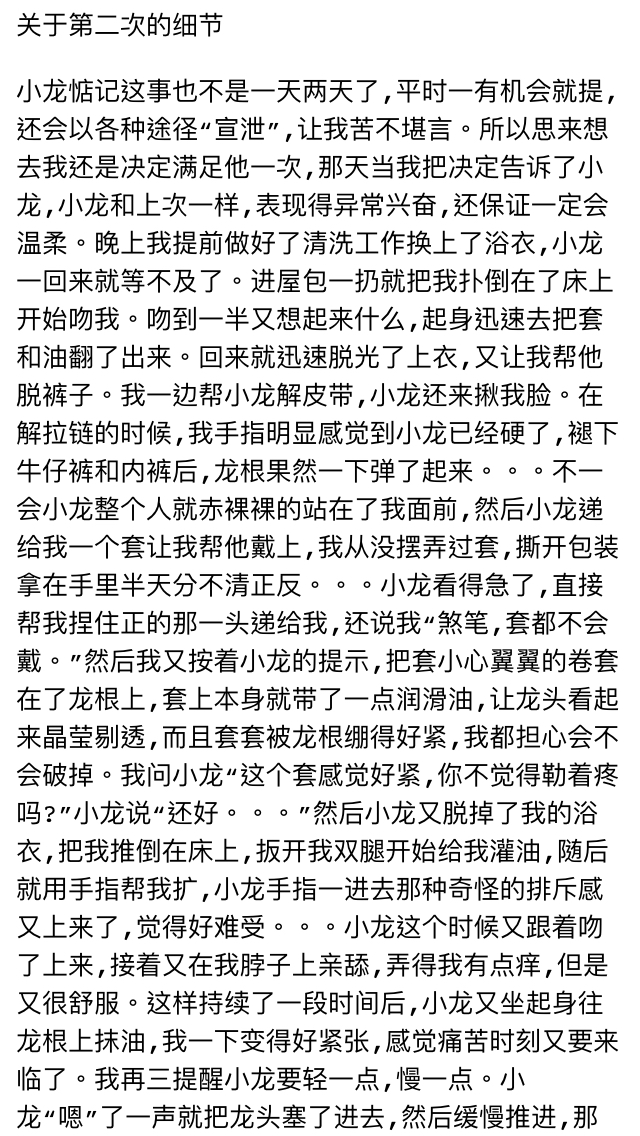 关于第二次的细节
小龙惦记这事也不是一天两天了,平时一有机会就提,
还会以各种途径“宣泄”,让我苦不堪言。所以思来想
去我还是决定满足他一次,那天当我把决定告诉了小
龙,小龙和上次一样,表现得异常兴奋,还保证一定会
温柔。晚上我提前做好了清洗工作换上了浴衣,小龙
一回来就等不及了。进屋包一扔就把我扑倒在了床上
开始吻我。吻到一半又想起来什么,起身迅速去把套
和油翻了出来。回来就迅速脱光了上衣,又让我帮他
脱裤子。我一边帮小龙解皮带,小龙还来揪我脸。在
解拉链的时候,我手指明显感觉到小龙已经硬了,褪下
牛仔裤和内裤后,龙根果然一下弹了起来。。。不一
会小龙整个人就赤裸裸的站在了我面前,然后小龙递
给我一个套让我帮他戴上,我从没摆弄过套,撕开包装
拿在手里半天分不清正反。。。小龙看得急了,直接
帮我捏住正的那一头递给我,还说我“煞笔,套都不会
戴。”然后我又按着小龙的提示,把套小心翼翼的卷套
在了龙根上,套上本身就带了一点润滑油,让龙头看起
来晶莹剔透,而且套套被龙根绷得好紧,我都担心会不
会破掉。我问小龙“这个套感觉好紧,你不觉得勒着疼
吗?”小龙说“还好。。。”然后小龙又脱掉了我的浴
衣,把我推倒在床上,扳开我双腿开始给我灌油,随后
就用手指帮我扩,小龙手指一进去那种奇怪的排斥感
又上来了,觉得好难受。。。小龙这个时候又跟着吻
了上来,接着又在我脖子上亲舔,弄得我有点痒,但是
又很舒服。这样持续了一段时间后,小龙又坐起身往
龙根上抹油,我一下变得好紧张,感觉痛苦时刻又要来
临了。我再三提醒小龙要轻一点,慢一点。小
龙“嗯”了一声就把龙头塞了进去,然后缓慢推进,那